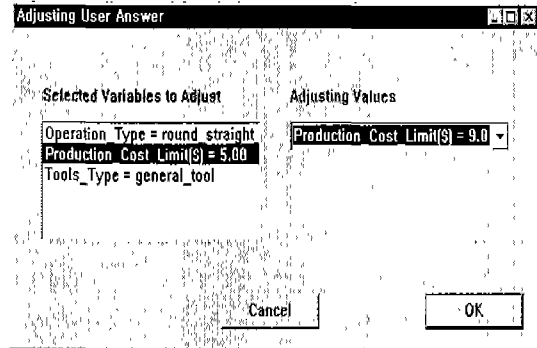 Adjusting User Answer
Selected Variables to Adjust
Adjusting Values
Operation_Type = round_straight
Production_Cost_Limit($) = 5.00
Tools_Type = general_tool
Production_Cost_Limit($) = 9.0
Cancel
OK